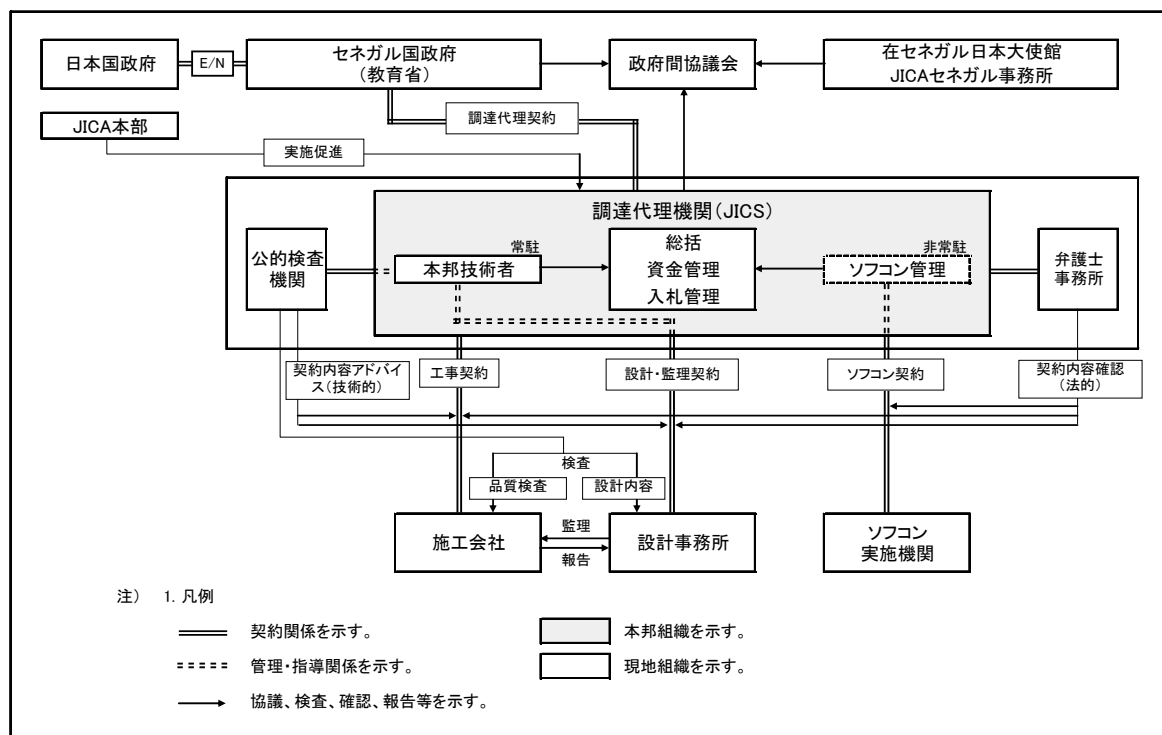 日本国政府
E/N
セネガル国政府
（教育省）
政府間協議会
在セネガル日本大使館
JICAセネガル事務所
JICA本部
調達代理契約
実施促進
調達代理機関（JICS）
公的検査
機関
常駐
本邦技術者
総括
資金管理
入札管理
非常駐
ソフコン管理
弁護士
事務所
契約内容アドバイ
ス（技術的）
工事契約
設計・監理契約
ソフコン契約
契約内容確認
（法的）
検査
品質検査
設計内容
施工会社
監理
報告
設計事務所
ソフコン
実施機関
注） 1. 凡例
契約関係を示す。
本邦組織を示す。
管理・指導関係を示す。
現地組織を示す。
協議、検査、確認、報告等を示す。